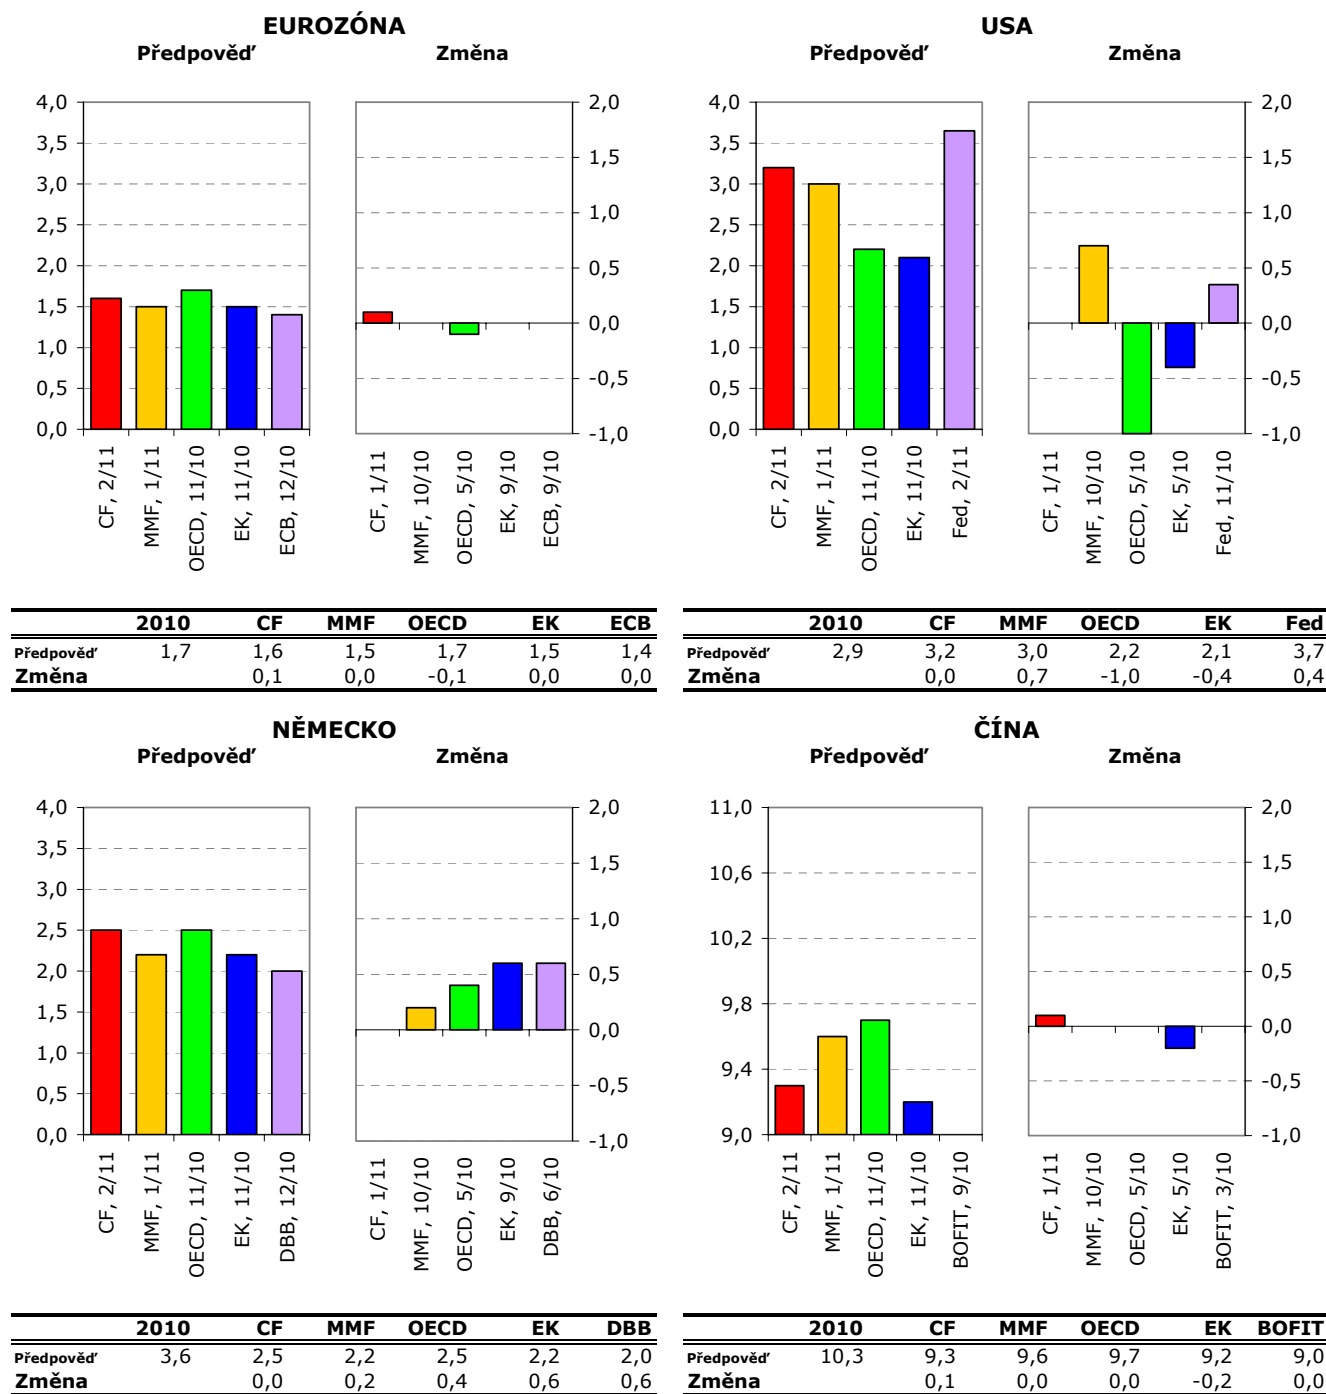 EUROZÓNA
Předpověď Změna
4,0
3,5
3,0
2,5
2,0
1,5
1,0
0,5
0,0
CF, 2/11
MMF, 1/11
OECD, 11/10
EK, 11/10
ECB, 12/10
2,0
1,5
1,0
0,5
0,0
-0,5
-1,0
CF, 1/11
MMF, 10/10
OECD, 5/10
EK, 9/10
ECB, 9/10
2010 CF MMF OECD EK ECB
Předpověď 1,7 1,6 1,5 1,7 1,5 1,4
Změna 0,1 0,0 -0,1 0,0 0,0
USA
Předpověď Změna
4,0
3,5
3,0
2,5
2,0
1,5
1,0
0,5
0,0
CF, 2/11
MMF, 1/11
OECD, 11/10
EK, 11/10
Fed, 2/11
2,0
1,5
1,0
0,5
0,0
-0,5
-1,0
CF, 1/11
MMF, 10/10
OECD, 5/10
EK, 5/10
Fed, 11/10
2010 CF MMF OECD EK Fed
Předpověď 2,9 3,2 3,0 2,2 2,1 3,7
Změna 0,0 0,7 -1,0 -0,4 0,4
NĚMECKO
Předpověď Změna
4,0
3,5
3,0
2,5
2,0
1,5
1,0
0,5
0,0
CF, 2/11
MMF, 1/11
OECD, 11/10
EK, 11/10
DBB, 12/10
2,0
1,5
1,0
0,5
0,0
-0,5
-1,0
CF, 1/11
MMF, 10/10
OECD, 5/10
EK, 9/10
DBB, 6/10
2010 CF MMF OECD EK DBB
Předpověď 3,6 2,5 2,2 2,5 2,2 2,0
Změna 0,0 0,2 0,4 0,6 0,6
ČÍNA
Předpověď Změna
11,0
10,6
10,2
9,8
9,4
9,0
CF, 2/11
MMF, 1/11
OECD, 11/10
EK, 11/10
BOFIT, 9/10
2,0
1,5
1,0
0,5
0,0
-0,5
-1,0
CF, 1/11
MMF, 10/10
OECD, 5/10
EK, 5/10
BOFIT, 3/10
2010 CF MMF OECD EK BOFIT
Předpověď 10,3 9,3 9,6 9,7 9,2 9,0
Změna 0,1 0,0 0,0 -0,2 0,0